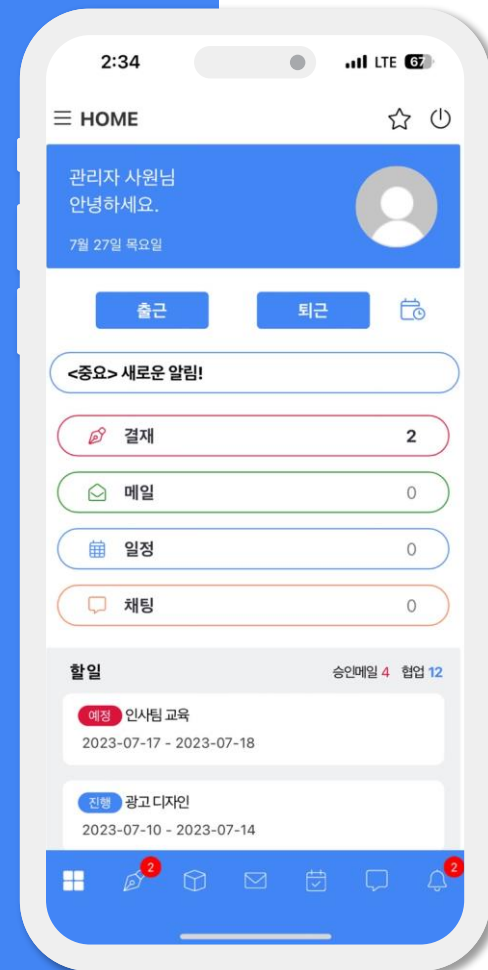 2:34
LTE 67
HOME
관리자 사원님
안녕하세요.
7월 27일 목요일
출근
퇴근
<중요> 새로운 알림!
결재 2
메일 0
일정 0
채팅 0
할일 승인메일 4 협업 12
예정 인사팀 교육
2023-07-17 - 2023-07-18
진행 광고 디자인
2023-07-10 - 2023-07-14
2
2